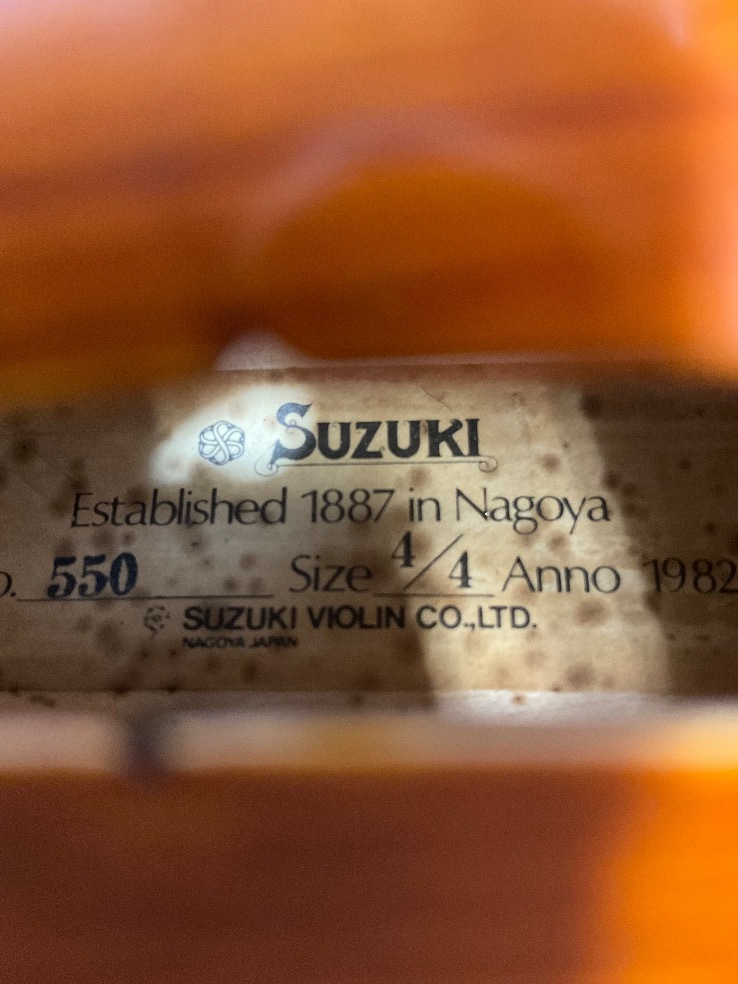 SUZUKI
Established 1887 in Nagoya
o. 550 Size 4/4 Anno 1982
SUZUKI VIOLIN CO.,LTD.
NAGOYA JAPAN